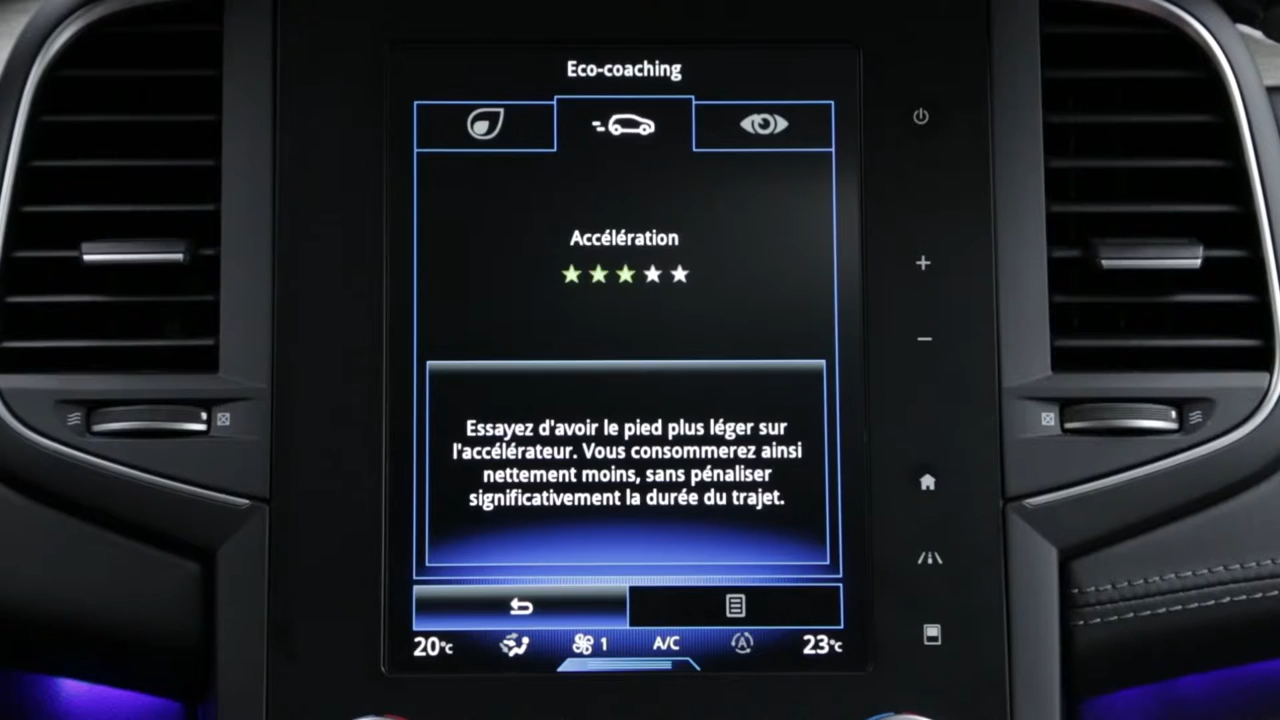 Eco-coaching
Accélération
Essayez d'avoir le pied plus léger sur
l'accélérateur. Vous consommerez ainsi
nettement moins, sans pénaliser
significativement la durée du trajet.
20°C 1 A/C A 23°C